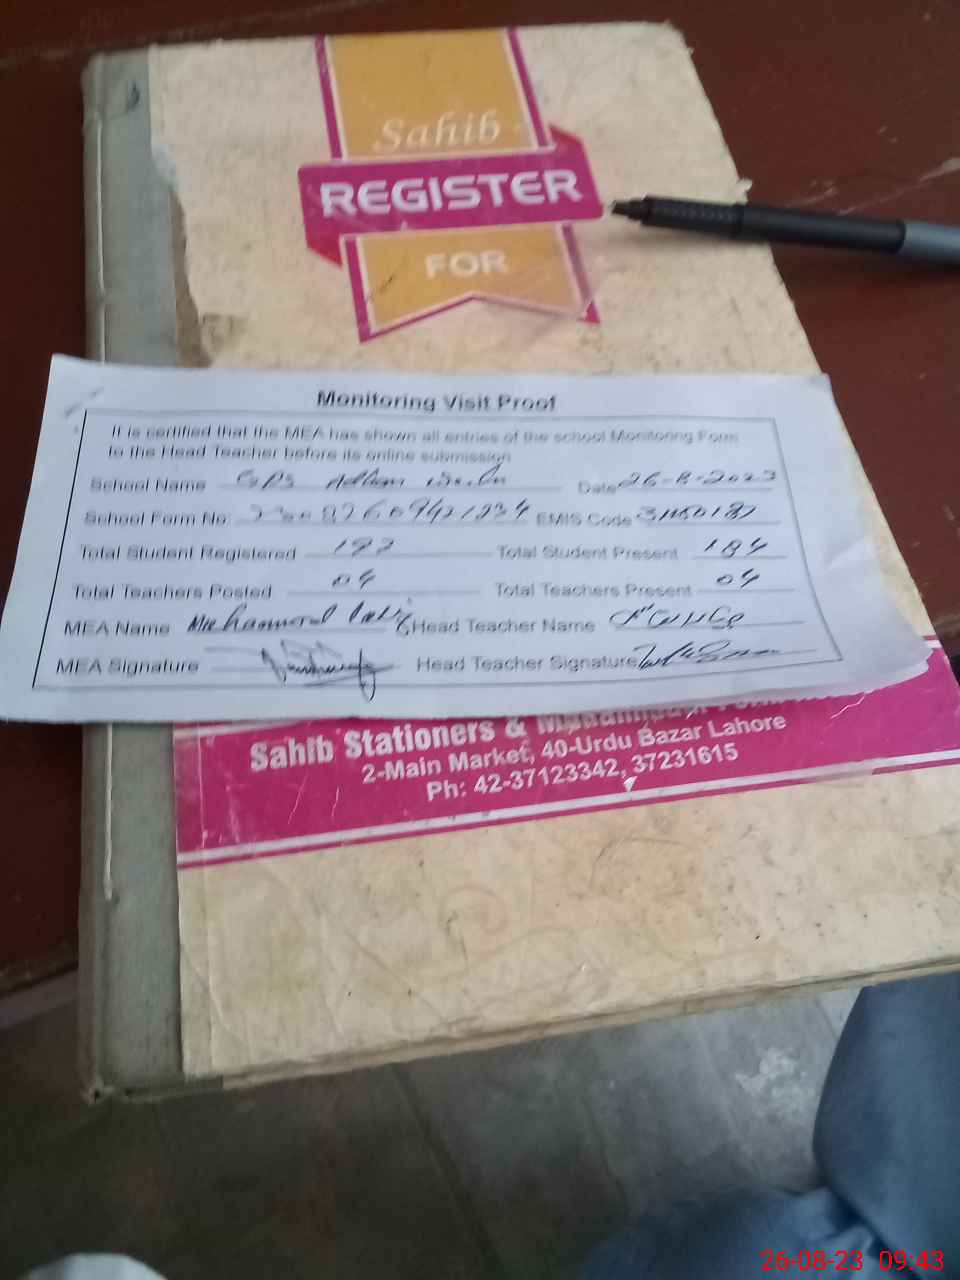 Sahib
REGISTER
FOR
Monitoring Visit Proof
It is certified that the MEA has shown all entries of the school Monitoring Form
to the Head Teacher before its online submission
School Name GPS Date 26-8-2023
School Form No: EMIS Code
Total Student Registered Total Student Present 184
Total Teachers Posted 04 Total Teachers Present 04
MEA Name Muhammad Head Teacher Name
MEA Signature Head Teacher Signature
Sahib Stationers &
2-Main Market, 40-Urdu Bazar Lahore
Ph: 42-37123342, 37231615
26-08-23 09:43